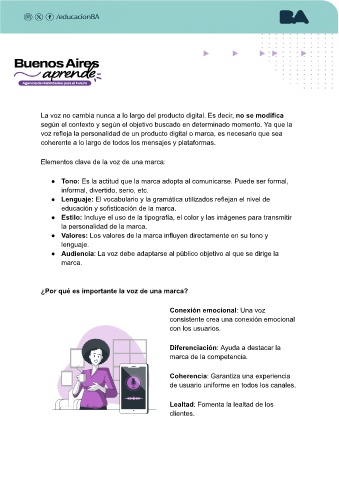 /educacionBA
BA
Buenos Aires
aprende
Agencia de Habilidades para el Futuro
La voz no cambia nunca a lo largo del producto digital. Es decir, no se modifica
según el contexto y según el objetivo buscado en determinado momento. Ya que la
voz refleja la personalidad de un producto digital o marca, es necesario que sea
coherente a lo largo de todos los mensajes y plataformas.
Elementos clave de la voz de una marca:
● Tono: Es la actitud que la marca adopta al comunicarse. Puede ser formal,
informal, divertido, serio, etc.
● Lenguaje: El vocabulario y la gramática utilizados reflejan el nivel de
educación y sofisticación de la marca.
● Estilo: Incluye el uso de la tipografía, el color y las imágenes para transmitir
la personalidad de la marca.
● Valores: Los valores de la marca influyen directamente en su tono y
lenguaje.
● Audiencia: La voz debe adaptarse al público objetivo al que se dirige la
marca.
¿Por qué es importante la voz de una marca?
Conexión emocional: Una voz
consistente crea una conexión emocional
con los usuarios.
Diferenciación: Ayuda a destacar la
marca de la competencia.
Coherencia: Garantiza una experiencia
de usuario uniforme en todos los canales.
Lealtad: Fomenta la lealtad de los
clientes.